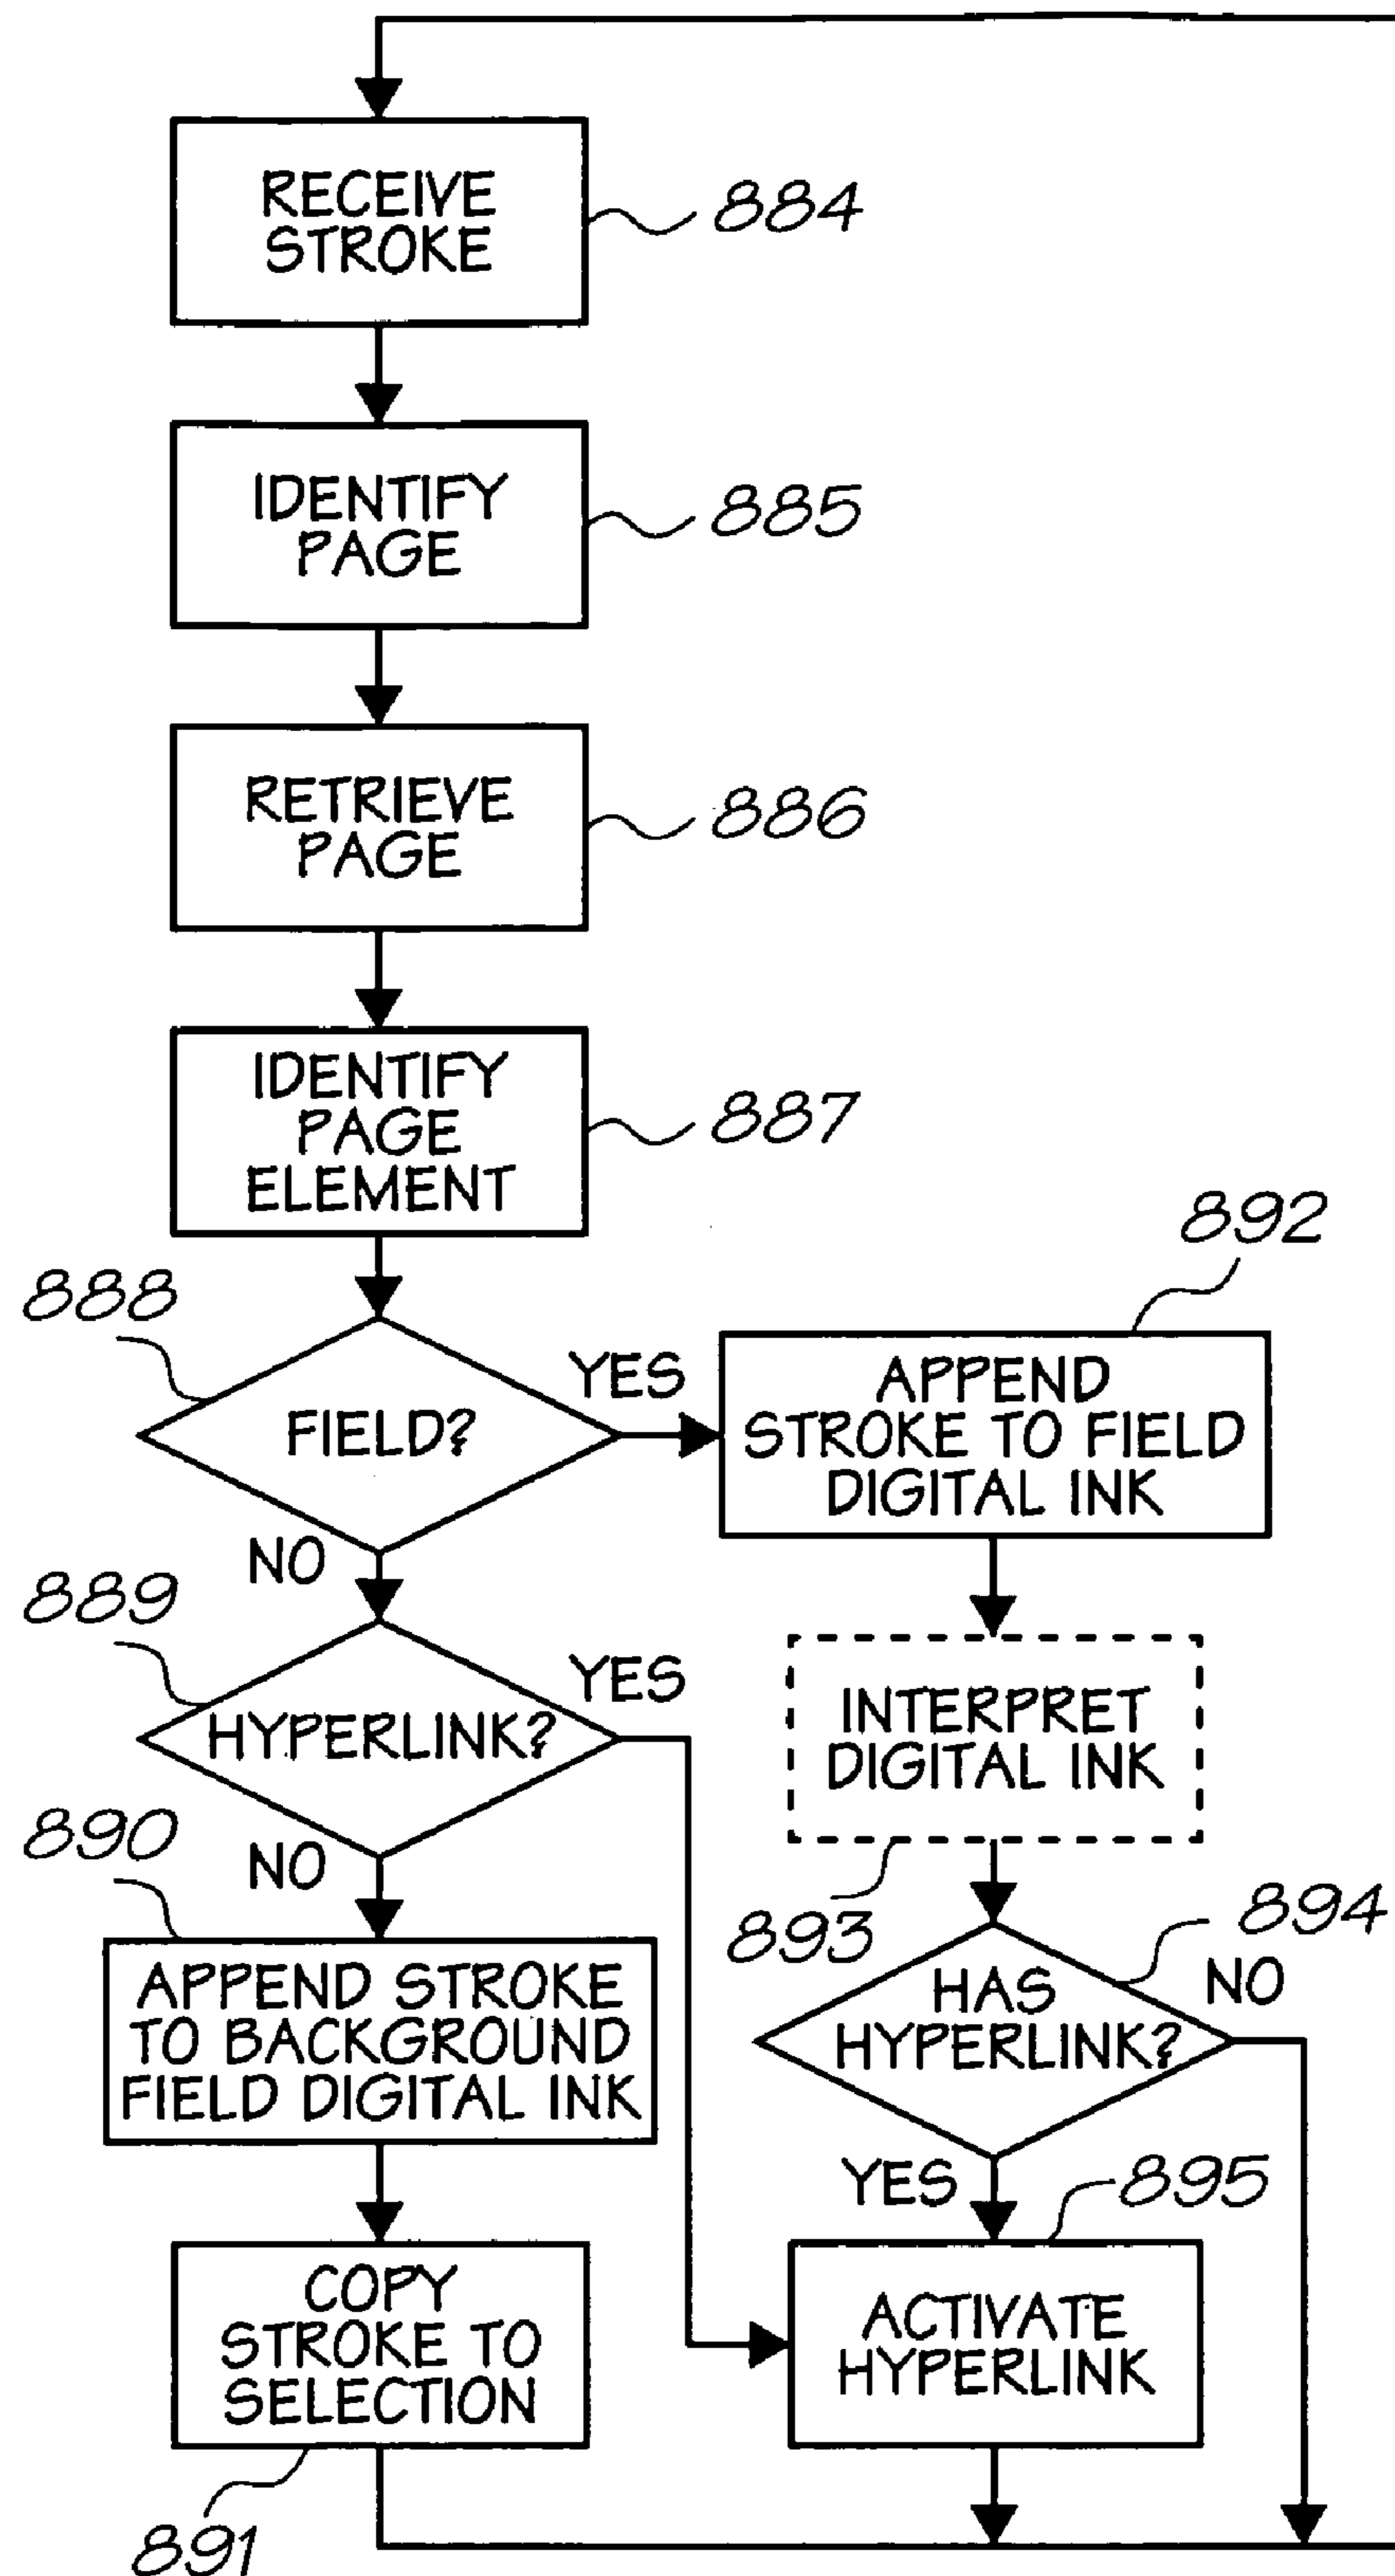 RECEIVE
STROKE
884
IDENTIFY
PAGE
885
RETRIEVE
PAGE
886
IDENTIFY
PAGE
ELEMENT
887
888
FIELD?
YES
NO
892
APPEND
STROKE TO FIELD
DIGITAL INK
889
HYPERLINK?
YES
NO
INTERPRET
DIGITAL INK
893
890
APPEND STROKE
TO BACKGROUND
FIELD DIGITAL INK
894
HAS
HYPERLINK?
NO
YES
895
COPY
STROKE TO
SELECTION
891
ACTIVATE
HYPERLINK